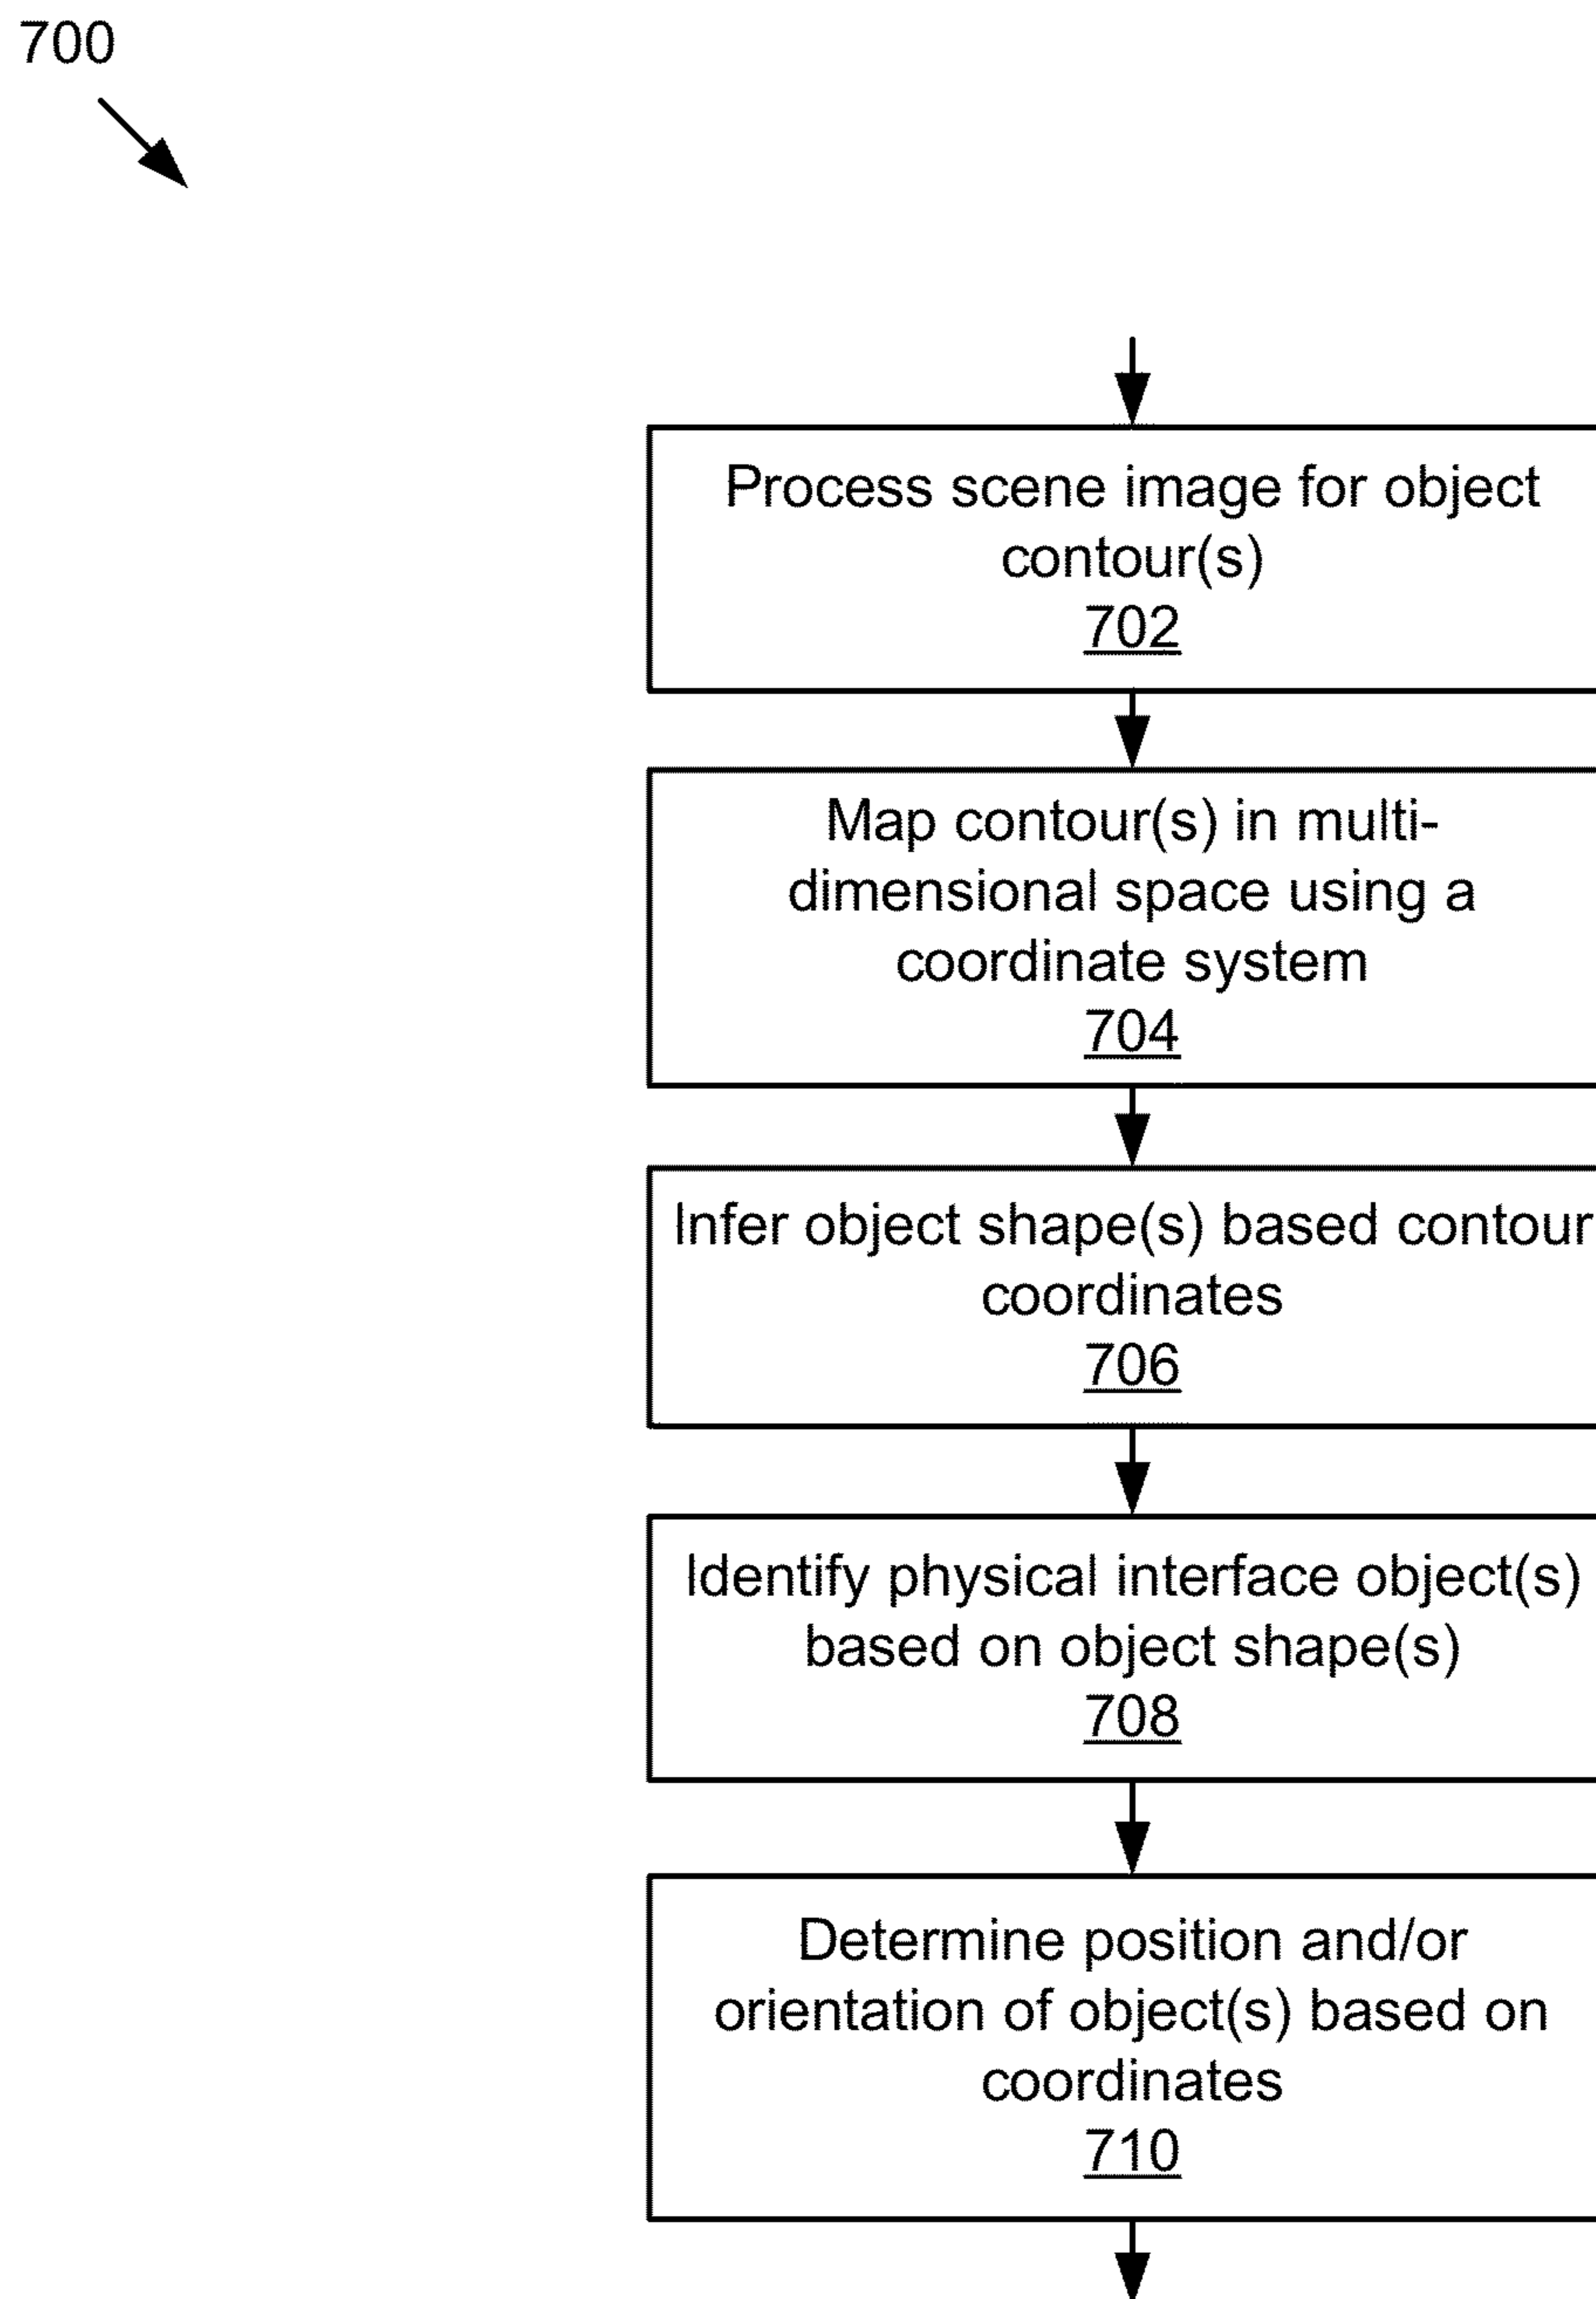 700
Process scene image for object
contour(s)
702
Map contour(s) in multi-
dimensional space using a
coordinate system
704
Infer object shape(s) based contour
coordinates
706
Identify physical interface object(s)
based on object shape(s)
708
Determine position and/or
orientation of object(s) based on
coordinates
710